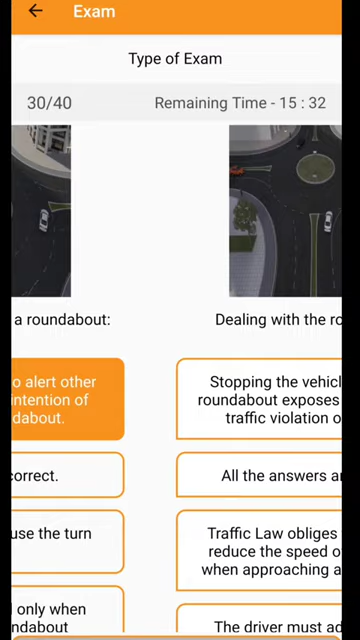 Exam
Type of Exam
30/40
Remaining Time - 15 : 32
a roundabout:
o alert other
intention of
dabout.
orrect.
use the turn
only when
ndabout
Dealing with the ro
Stopping the vehicl
roundabout exposes
traffic violation o
All the answers a
Traffic Law obliges
reduce the speed o
when approaching a
The driver must ad